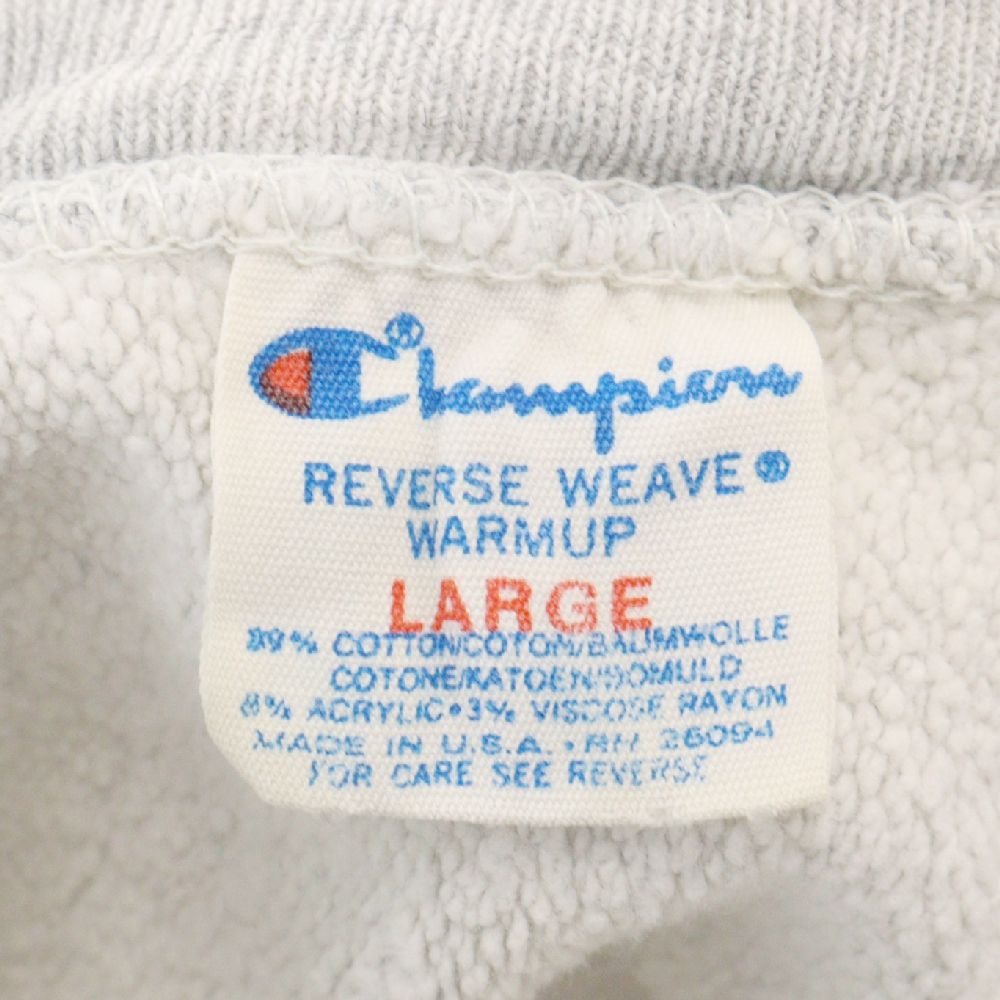 Champion®
REVERSE WEAVE®
WARMUP
LARGE
89% COTTON/COTON/BAUMWOLLE
COTONE/KATOEN/BOMULD
8% ACRYLIC•3% VISCOSE RAYON
MADE IN U.S.A.•RN 26094
FOR CARE SEE REVERSE